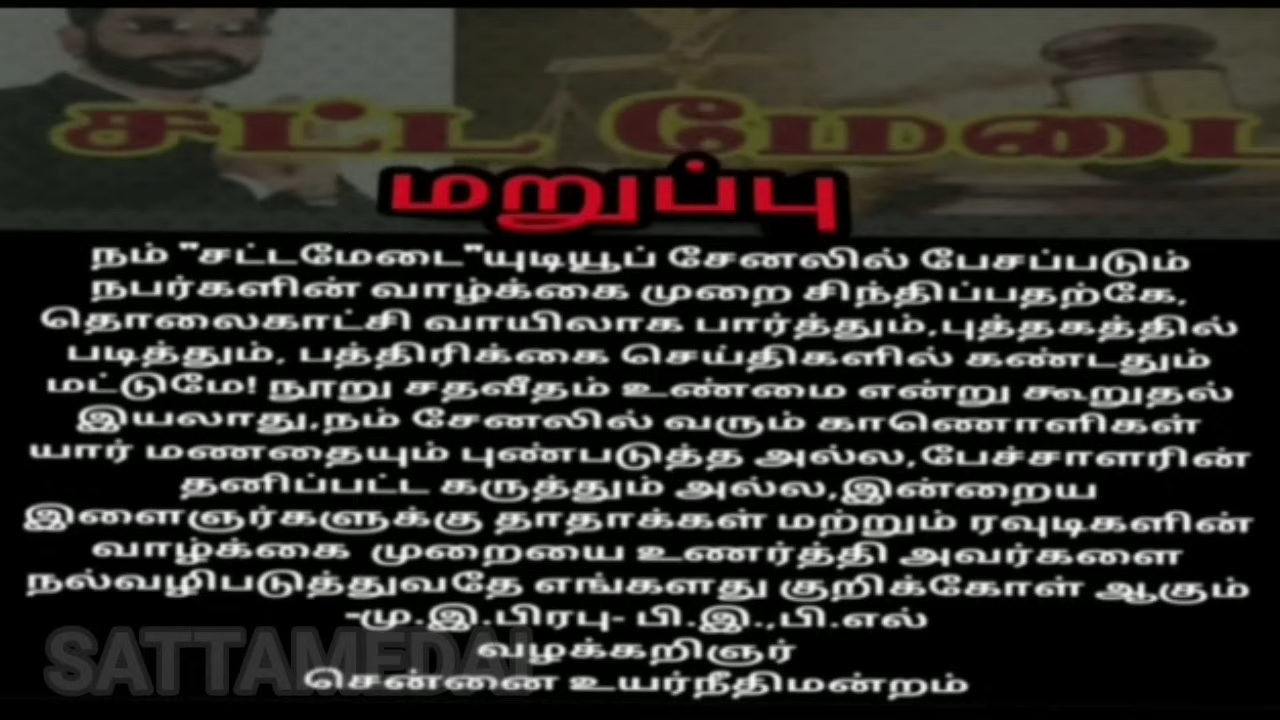 சட்ட மேடை
மறுப்பு
நம் "சட்டமேடை"யுடியூப் சேனலில் பேசப்படும்
நபர்களின் வாழ்க்கை முறை சிந்திப்பதற்கே,
தொலைகாட்சி வாயிலாக பார்த்தும்,புத்தகத்தில்
படித்தும், பத்திரிக்கை செய்திகளில் கண்டதும்
மட்டுமே! நூறு சதவீதம் உண்மை என்று கூறுதல்
இயலாது,நம் சேனலில் வரும் காணொளிகள்
யார் மணதையும் புண்படுத்த அல்ல,பேச்சாளரின்
தனிப்பட்ட கருத்தும் அல்ல,இன்றைய
இளைஞர்களுக்கு தாதாக்கள் மற்றும் ரவுடிகளின்
வாழ்க்கை முறையை உணர்த்தி அவர்களை
நல்வழிபடுத்துவதே எங்களது குறிக்கோள் ஆகும்
-மு.இ.பிரபு- பி.இ.,பி.எல்
வழக்கறிஞர்
சென்னை உயர்நீதிமன்றம்
SATTAMEDAI